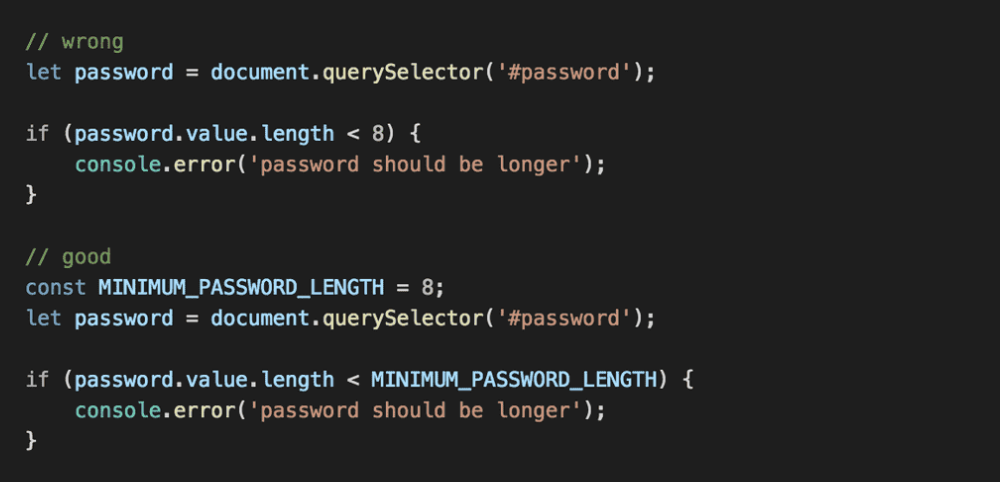 // wrong
let password = document.querySelector('#password');
if (password.value.length < 8) {
    console.error('password should be longer');
}
// good
const MINIMUM_PASSWORD_LENGTH = 8;
let password = document.querySelector('#password');
if (password.value.length < MINIMUM_PASSWORD_LENGTH) {
    console.error('password should be longer');
}